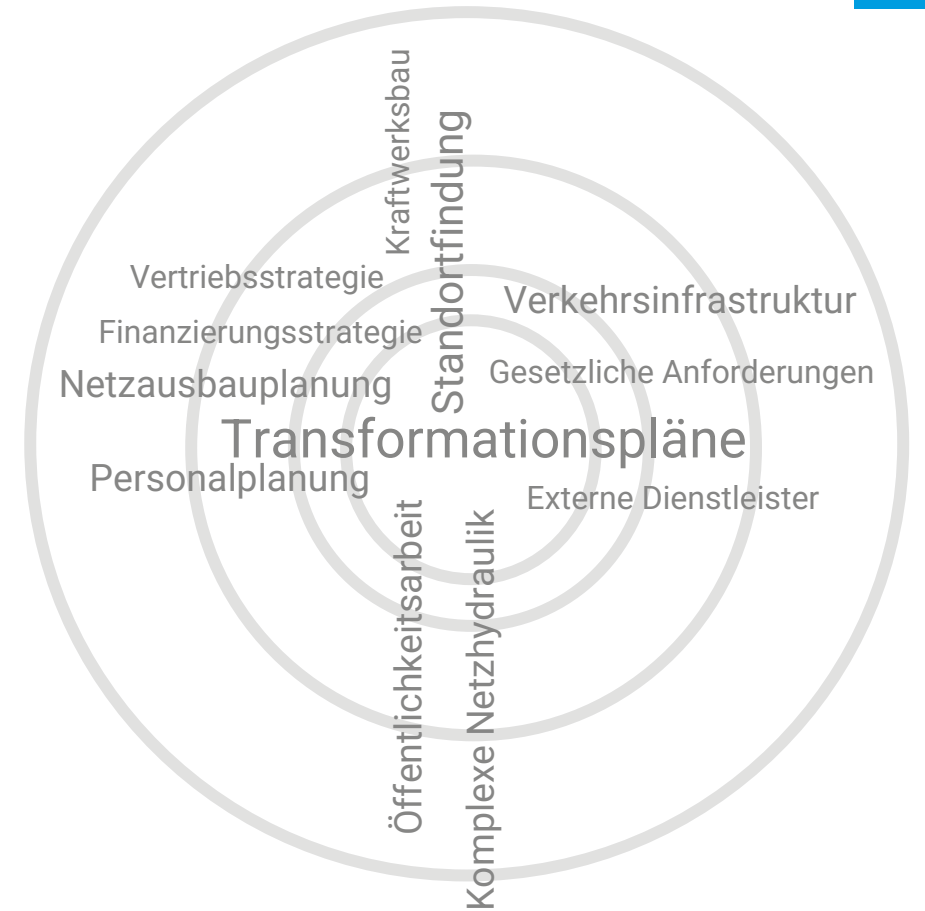 Kraftwerksbau
Standortfindung
Vertriebsstrategie
Verkehrsinfrastruktur
Finanzierungsstrategie
Gesetzliche Anforderungen
Netzausbauplanung
Transformationspläne
Personalplanung
Externe Dienstleister
Öffentlichkeitsarbeit
Komplexe Netzhydraulik